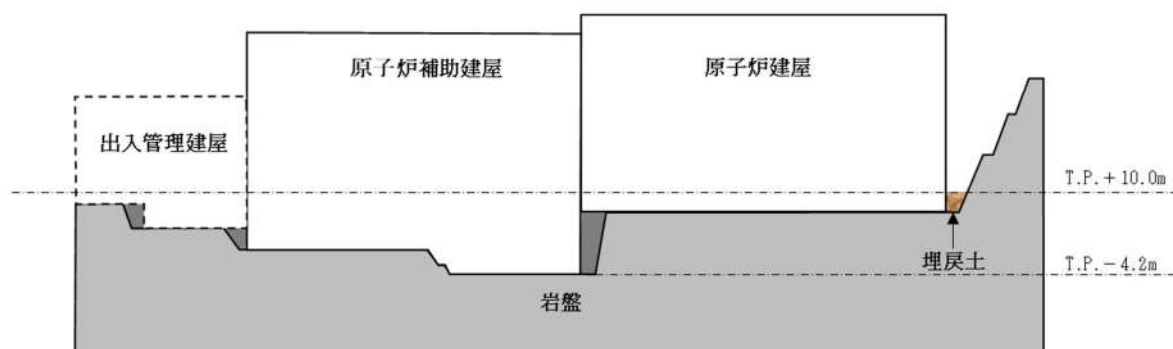 原子炉補助建屋
原子炉建屋
出入管理建屋
T.P.+10.0m
埋戻土
T.P.-4.2m
岩盤